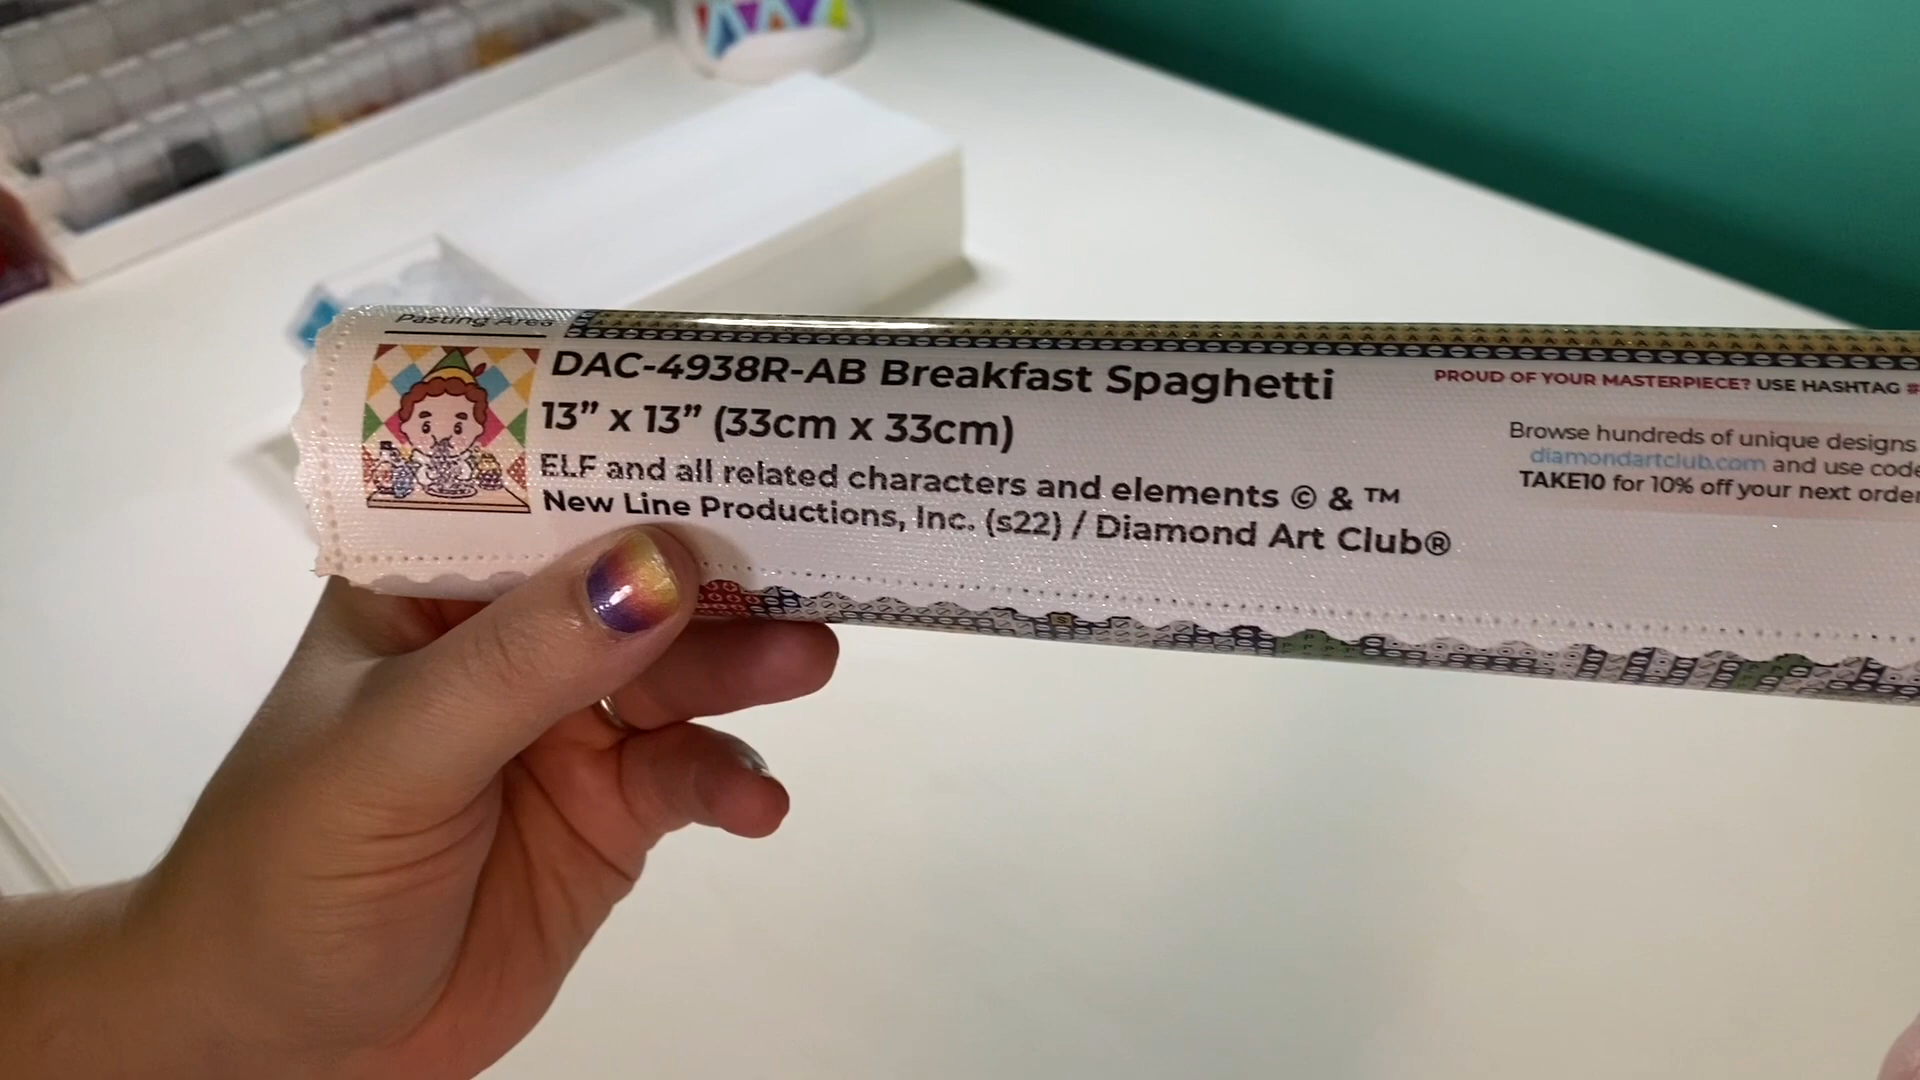 Pasting Area
DAC-4938R-AB Breakfast Spaghetti
13” x 13” (33cm x 33cm)
ELF and all related characters and elements © & ™
New Line Productions, Inc. (s22) / Diamond Art Club®
PROUD OF YOUR MASTERPIECE? USE HASHTAG #
Browse hundreds of unique designs
diamondartclub.com and use code
TAKE10 for 10% off your next order